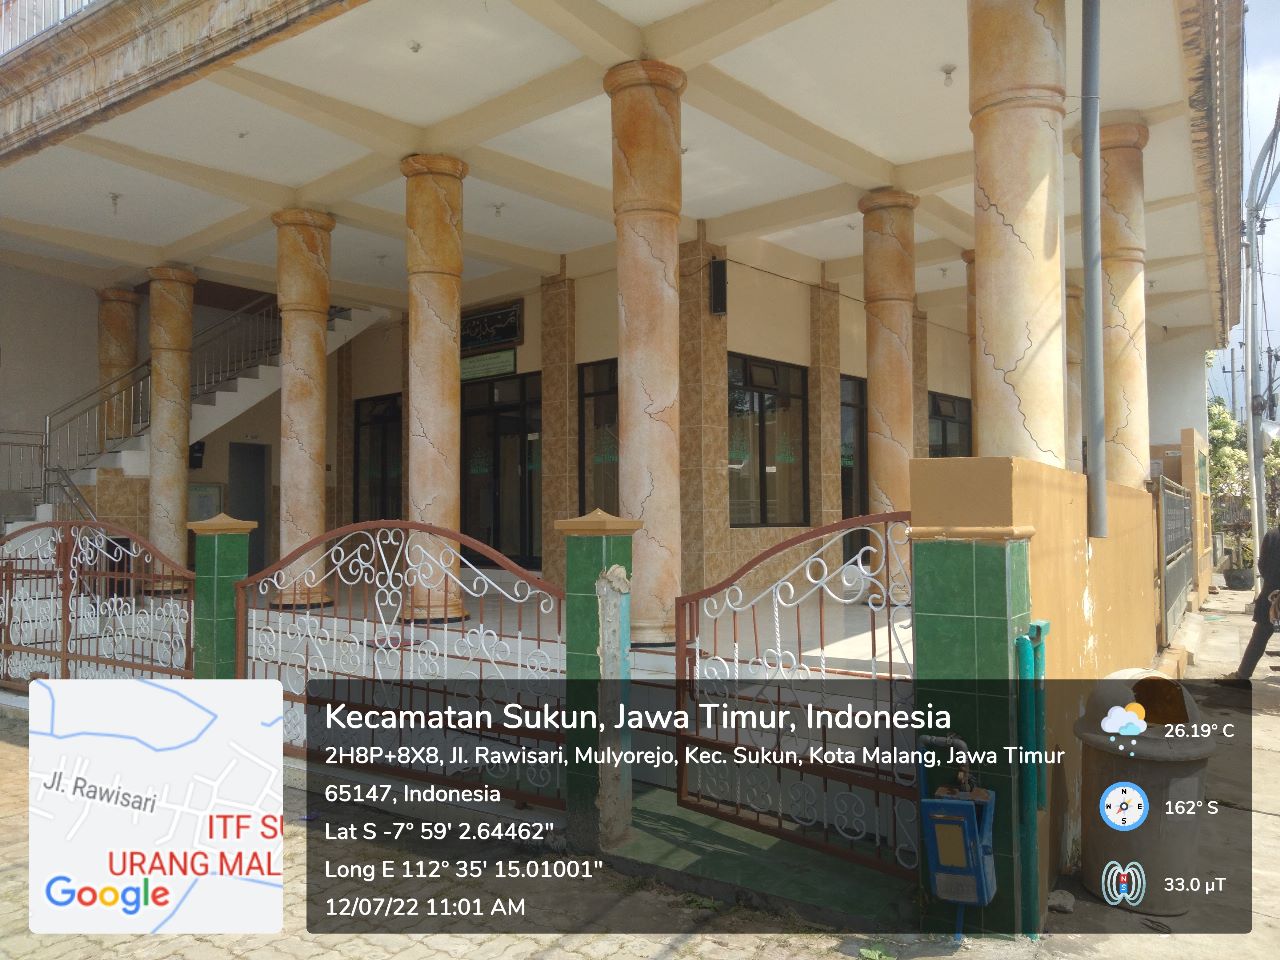 Kecamatan Sukun, Jawa Timur, Indonesia
2H8P+8X8, Jl. Rawisari, Mulyorejo, Kec. Sukun, Kota Malang, Jawa Timur
65147, Indonesia
Lat S -7° 59' 2.64462"
Long E 112° 35' 15.01001"
12/07/22 11:01 AM
26.19° C
N
W E
S
162° S
N
S
33.0 µT
Jl. Rawisari
ITF SU
URANG MAL
Google